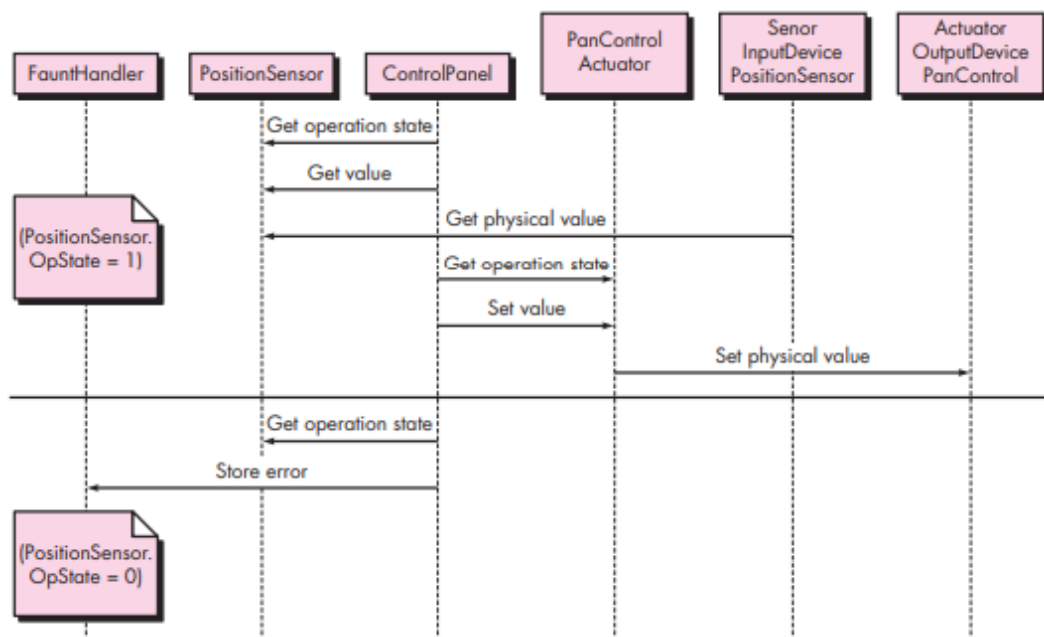 FauntHandler
PositionSensor
ControlPanel
PanControl
Actuator
Senor
InputDevice
PositionSensor
Actuator
OutputDevice
PanControl
Get operation state
Get value
(PositionSensor.
OpState = 1)
Get physical value
Get operation state
Set value
Set physical value
Get operation state
Store error
(PositionSensor.
OpState = 0)